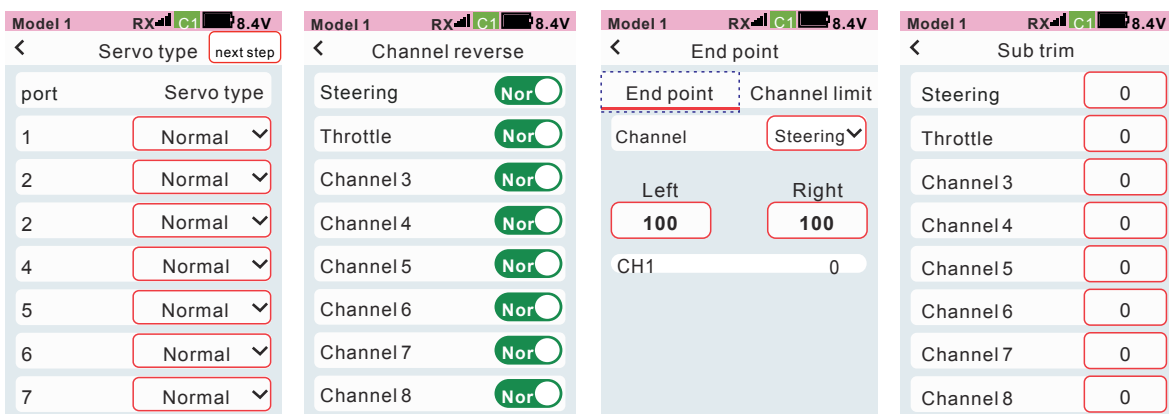 Model 1 RX C1 8.4V
Servo type next step
port Servo type
1 Normal
2 Normal
2 Normal
4 Normal
5 Normal
6 Normal
7 Normal
Model 1 RX C1 8.4V
Channel reverse
Steering Nor
Throttle Nor
Channel 3 Nor
Channel 4 Nor
Channel 5 Nor
Channel 6 Nor
Channel 7 Nor
Channel 8 Nor
Model 1 RX C1 8.4V
End point
End point Channel limit
Channel Steering
Left Right
100 100
CH1 0
Model 1 RX C1 8.4V
Sub trim
Steering 0
Throttle 0
Channel 3 0
Channel 4 0
Channel 5 0
Channel 6 0
Channel 7 0
Channel 8 0